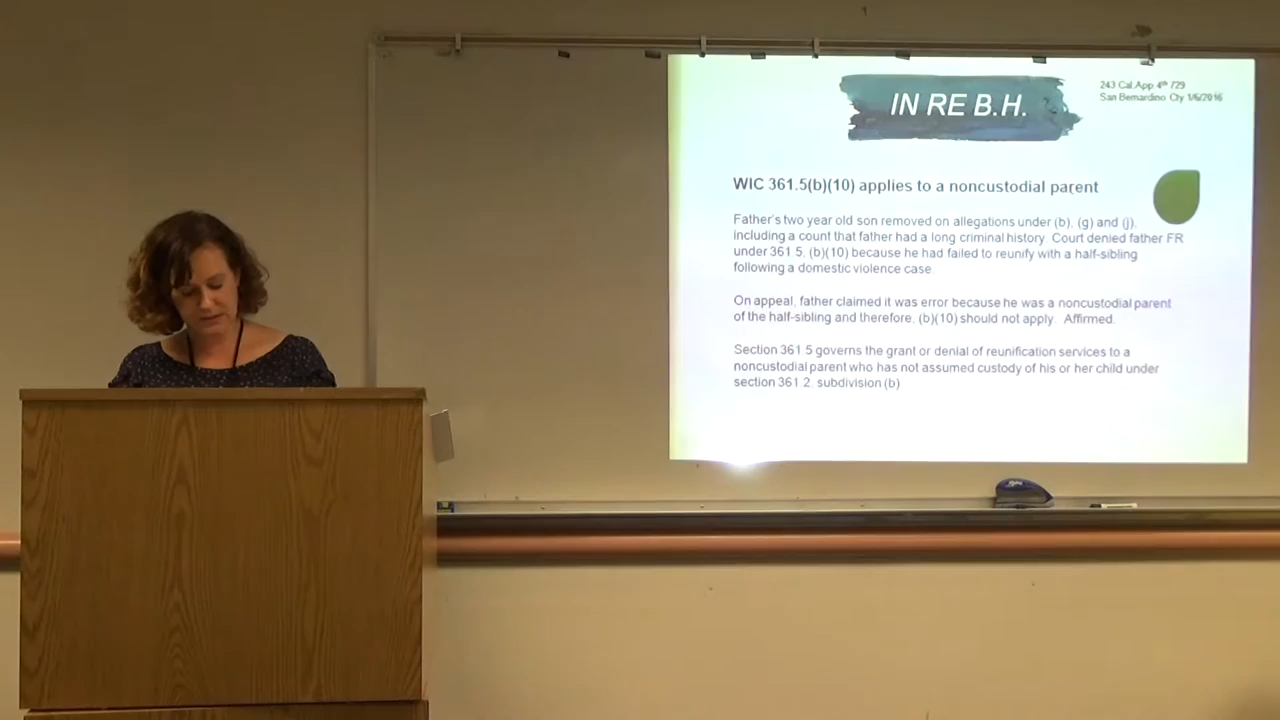 IN RE B.H.
243 Cal.App 4th 729
San Bernardino Cty 1/6/2016
WIC 361.5(b)(10) applies to a noncustodial parent
Father's two year old son removed on allegations under (b), (g) and (j),
including a count that father had a long criminal history. Court denied father FR
under 361.5, (b)(10) because he had failed to reunify with a half-sibling
following a domestic violence case.
On appeal, father claimed it was error because he was a noncustodial parent
of the half-sibling and therefore, (b)(10) should not apply. Affirmed.
Section 361.5 governs the grant or denial of reunification services to a
noncustodial parent who has not assumed custody of his or her child under
section 361.2, subdivision (b)